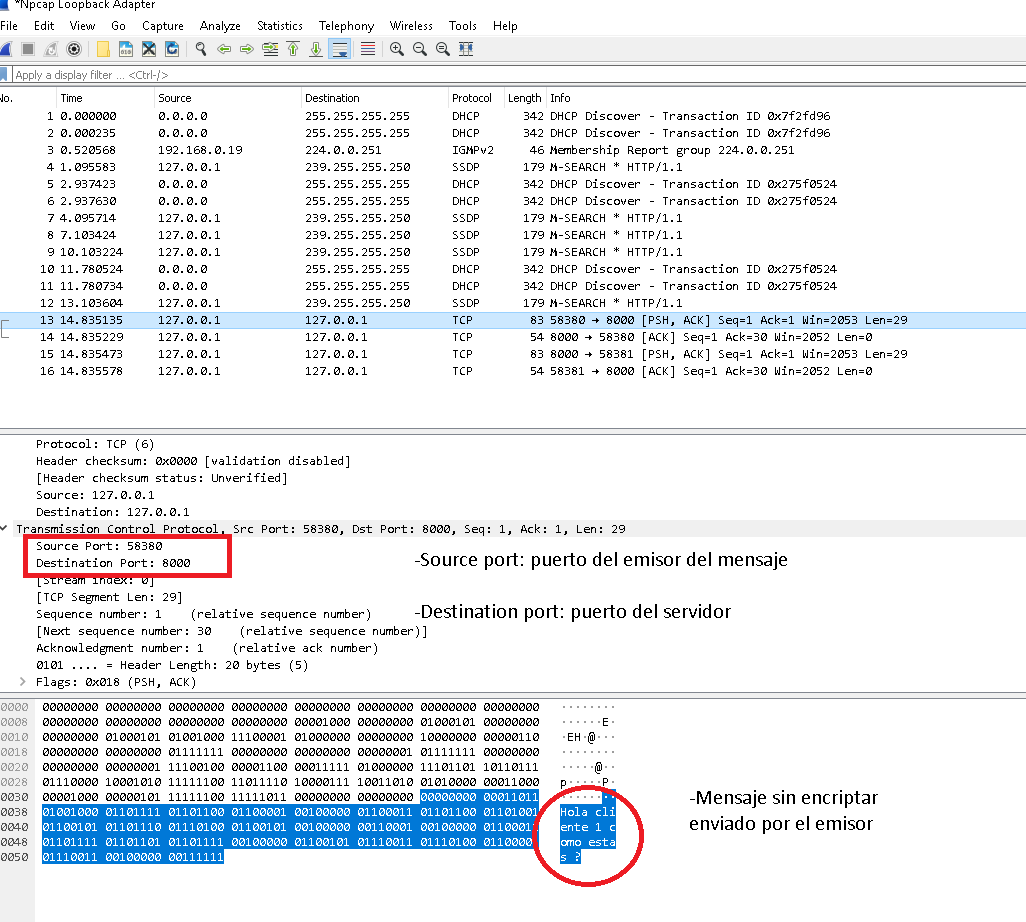 *Npcap Loopback Adapter
File Edit View Go Capture Analyze Statistics Telephony Wireless Tools Help
Apply a display filter ... <Ctrl-/>
No. Time Source Destination Protocol Length Info
1 0.000000 0.0.0.0 255.255.255.255 DHCP 342 DHCP Discover - Transaction ID 0x7f2fd96
2 0.000235 0.0.0.0 255.255.255.255 DHCP 342 DHCP Discover - Transaction ID 0x7f2fd96
3 0.520568 192.168.0.19 224.0.0.251 IGMPv2 46 Membership Report group 224.0.0.251
4 1.095583 127.0.0.1 239.255.255.250 SSDP 179 M-SEARCH * HTTP/1.1
5 2.937423 0.0.0.0 255.255.255.255 DHCP 342 DHCP Discover - Transaction ID 0x275f0524
6 2.937630 0.0.0.0 255.255.255.255 DHCP 342 DHCP Discover - Transaction ID 0x275f0524
7 4.095714 127.0.0.1 239.255.255.250 SSDP 179 M-SEARCH * HTTP/1.1
8 7.103424 127.0.0.1 239.255.255.250 SSDP 179 M-SEARCH * HTTP/1.1
9 10.103224 127.0.0.1 239.255.255.250 SSDP 179 M-SEARCH * HTTP/1.1
10 11.780524 0.0.0.0 255.255.255.255 DHCP 342 DHCP Discover - Transaction ID 0x275f0524
11 11.780734 0.0.0.0 255.255.255.255 DHCP 342 DHCP Discover - Transaction ID 0x275f0524
12 13.103604 127.0.0.1 239.255.255.250 SSDP 179 M-SEARCH * HTTP/1.1
13 14.835135 127.0.0.1 127.0.0.1 TCP 83 58380 → 8000 [PSH, ACK] Seq=1 Ack=1 Win=2053 Len=29
14 14.835229 127.0.0.1 127.0.0.1 TCP 54 8000 → 58380 [ACK] Seq=1 Ack=30 Win=2052 Len=0
15 14.835473 127.0.0.1 127.0.0.1 TCP 83 8000 → 58381 [PSH, ACK] Seq=1 Ack=1 Win=2053 Len=29
16 14.835578 127.0.0.1 127.0.0.1 TCP 54 58381 → 8000 [ACK] Seq=1 Ack=30 Win=2052 Len=0
Protocol: TCP (6)
Header checksum: 0x0000 [validation disabled]
[Header checksum status: Unverified]
Source: 127.0.0.1
Destination: 127.0.0.1
Transmission Control Protocol, Src Port: 58380, Dst Port: 8000, Seq: 1, Ack: 1, Len: 29
Source Port: 58380
Destination Port: 8000
[Stream index: 0]
[TCP Segment Len: 29]
Sequence number: 1 (relative sequence number)
[Next sequence number: 30 (relative sequence number)]
Acknowledgment number: 1 (relative ack number)
0101 .... = Header Length: 20 bytes (5)
Flags: 0x018 (PSH, ACK)
-Source port: puerto del emisor del mensaje
-Destination port: puerto del servidor
0000 00000000 00000000 00000000 00000000 00000000 00000000 00000000 00000000 ········
0008 00000000 00000000 00000000 00000000 00001000 00000000 01000101 00000000 ······E·
0010 00000000 01000101 01001000 11100001 01000000 00000000 10000000 00000110 ·EH·@···
0018 00000000 00000000 01111111 00000000 00000000 00000001 01111111 00000000 ········
0020 00000000 00000001 11100100 00001100 00011111 01000000 11101101 10110111 ·····@··
0028 01110000 10001010 11111100 11011110 10000111 10011010 01010000 00011000 p·····P·
0030 00001000 00000101 11111100 11111011 00000000 00000000 00000000 00011011 ········
0038 01001000 01101111 01101100 01100001 00100000 01100011 01101100 01101001 Hola cli
0040 01100101 01101110 01110100 01100101 00100000 00110001 00100000 01100011 ente 1 c
0048 01101111 01101101 01101111 00100000 01100101 01110011 01110100 01100001 omo esta
0050 01110011 00100000 00111111 s ?
-Mensaje sin encriptar
enviado por el emisor